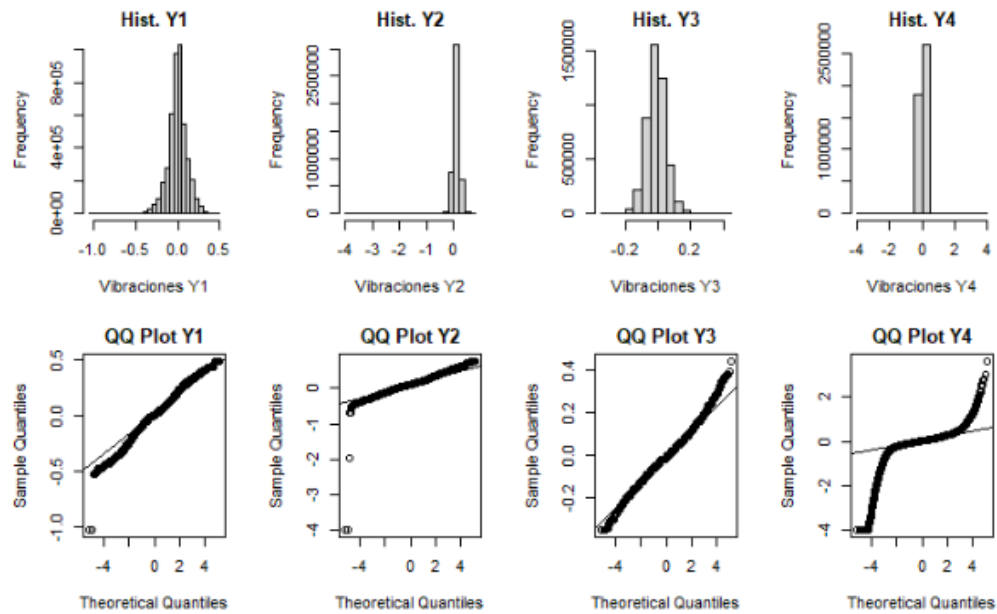 Hist. Y1
Frequency
0e+00 4e+05 8e+05
-1.0 -0.5 0.0 0.5
Vibraciones Y1
Hist. Y2
Frequency
0 1000000 2500000
-4 -3 -2 -1 0
Vibraciones Y2
Hist. Y3
Frequency
0 500000 1500000
-0.2 0.2
Vibraciones Y3
Hist. Y4
Frequency
0 1000000 2500000
-4 -2 0 2 4
Vibraciones Y4
QQ Plot Y1
Sample Quantiles
-1.0 -0.5 0.0 0.5
-4 0 2 4
Theoretical Quantiles
QQ Plot Y2
Sample Quantiles
-4 -3 -2 -1 0
-4 0 2 4
Theoretical Quantiles
QQ Plot Y3
Sample Quantiles
-0.2 0.0 0.2 0.4
-4 0 2 4
Theoretical Quantiles
QQ Plot Y4
Sample Quantiles
-4 -2 0 2
-4 0 2 4
Theoretical Quantiles